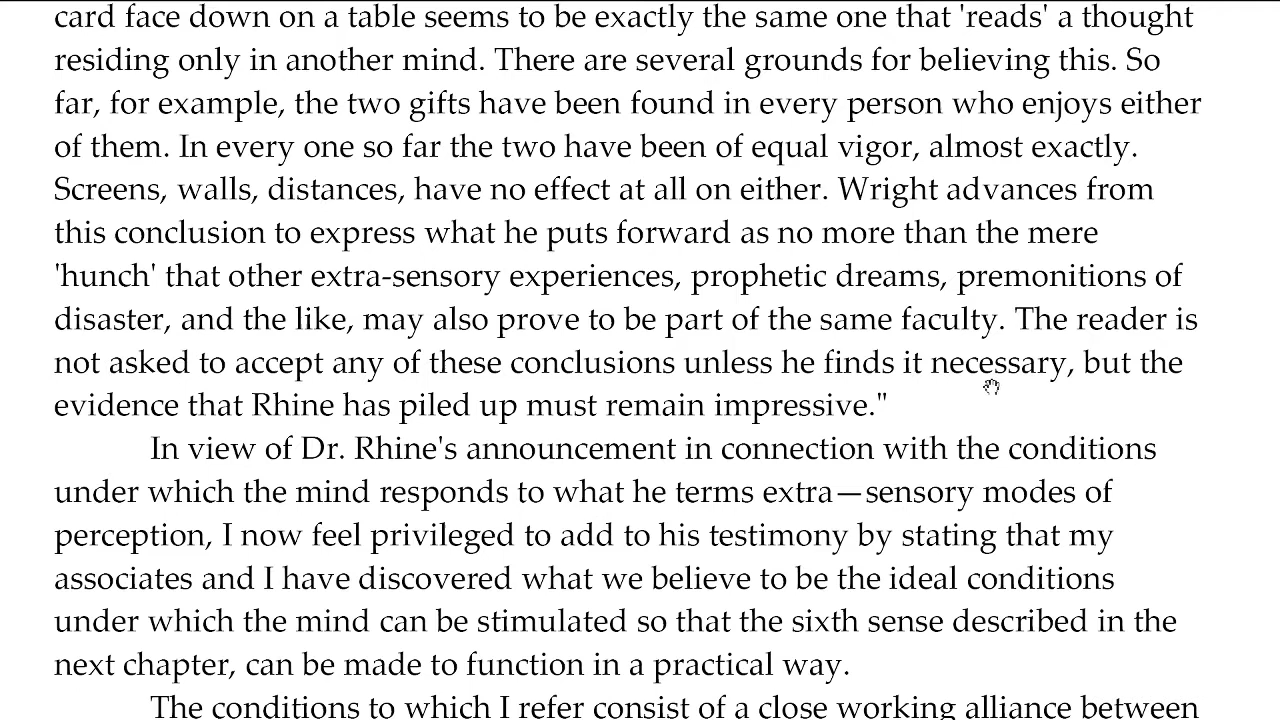 card face down on a table seems to be exactly the same one that 'reads' a thought
residing only in another mind. There are several grounds for believing this. So
far, for example, the two gifts have been found in every person who enjoys either
of them. In every one so far the two have been of equal vigor, almost exactly.
Screens, walls, distances, have no effect at all on either. Wright advances from
this conclusion to express what he puts forward as no more than the mere
'hunch' that other extra-sensory experiences, prophetic dreams, premonitions of
disaster, and the like, may also prove to be part of the same faculty. The reader is
not asked to accept any of these conclusions unless he finds it necessary, but the
evidence that Rhine has piled up must remain impressive."
In view of Dr. Rhine's announcement in connection with the conditions
under which the mind responds to what he terms extra—sensory modes of
perception, I now feel privileged to add to his testimony by stating that my
associates and I have discovered what we believe to be the ideal conditions
under which the mind can be stimulated so that the sixth sense described in the
next chapter, can be made to function in a practical way.
The conditions to which I refer consist of a close working alliance between